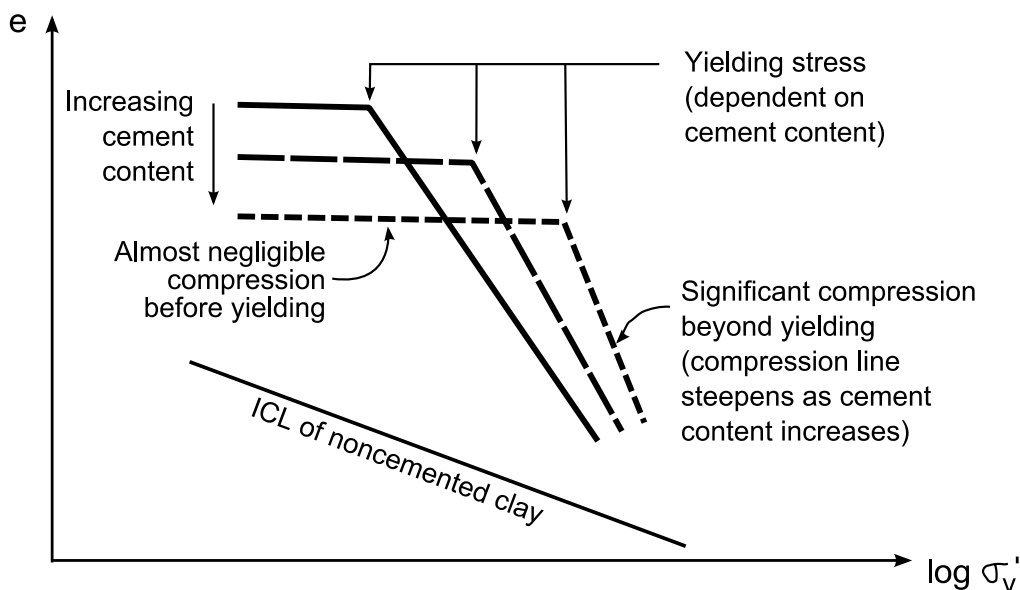 e
Increasing
cement
content
Yielding stress
(dependent on
cement content)
Almost negligible
compression
before yielding
Significant compression
beyond yielding
(compression line
steepens as cement
content increases)
ICL of noncemented clay
log σv'